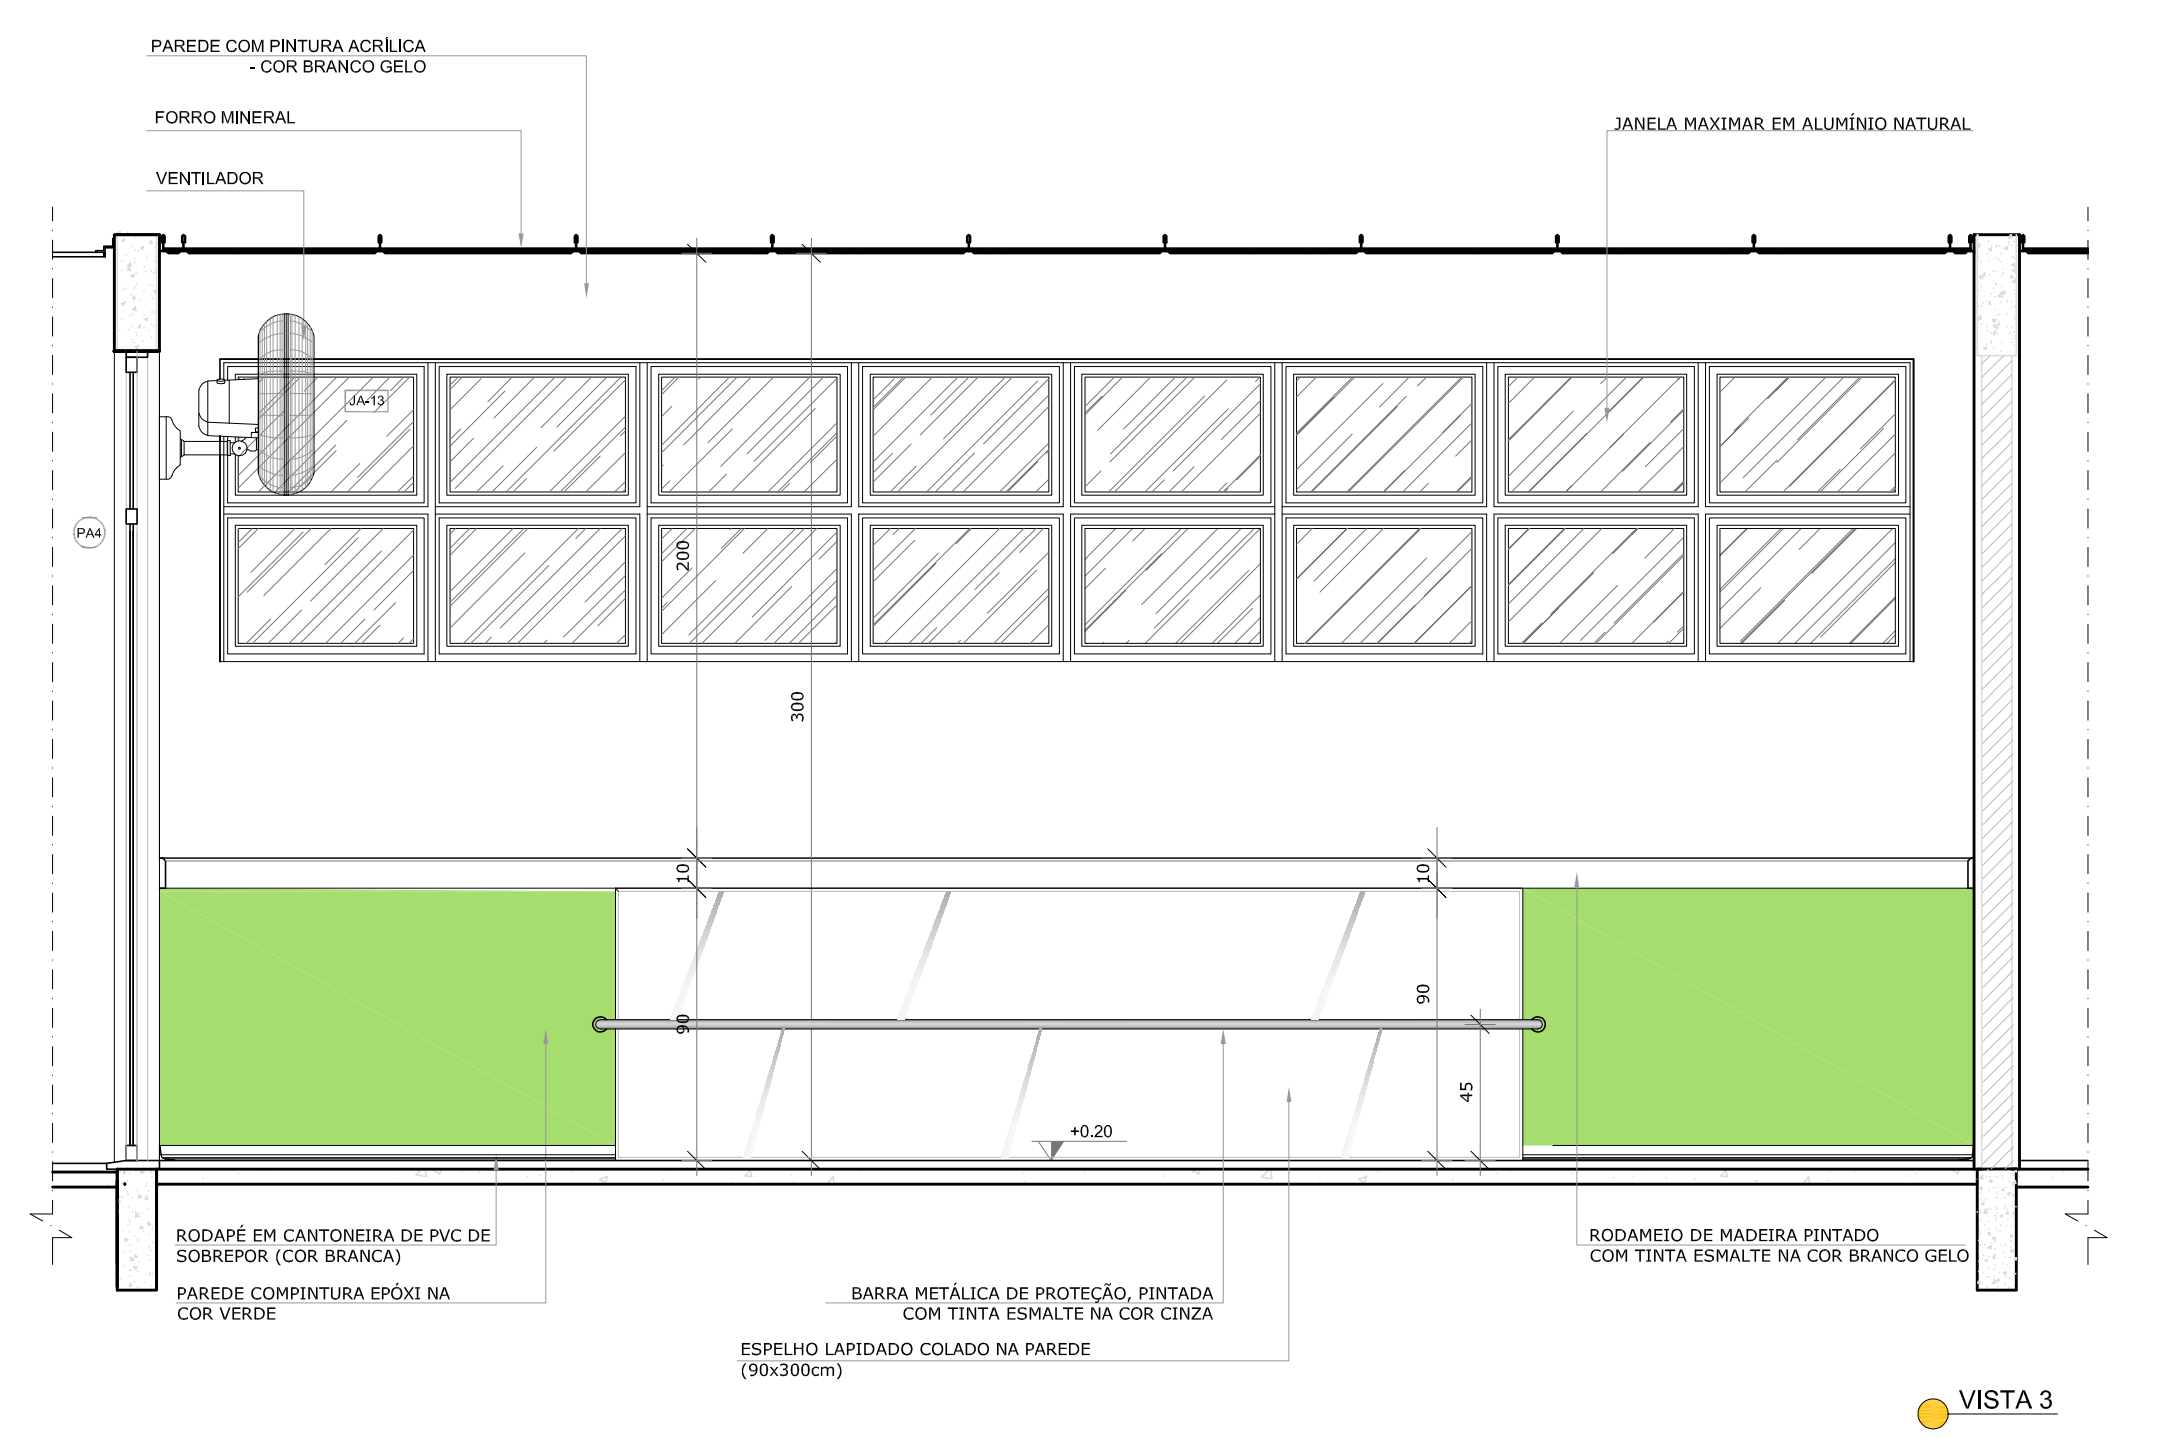 PAREDE COM PINTURA ACRÍLICA
- COR BRANCO GELO
FORRO MINERAL
JANELA MAXIMAR EM ALUMÍNIO NATURAL
VENTILADOR
JA-13
PA4
200
300
10
10
90
90
45
+0.20
RODAPÉ EM CANTONEIRA DE PVC DE
SOBREPOR (COR BRANCA)
RODAMEIO DE MADEIRA PINTADO
COM TINTA ESMALTE NA COR BRANCO GELO
PAREDE COMPINTURA EPÓXI NA
COR VERDE
BARRA METÁLICA DE PROTEÇÃO, PINTADA
COM TINTA ESMALTE NA COR CINZA
ESPELHO LAPIDADO COLADO NA PAREDE
(90x300cm)
VISTA 3